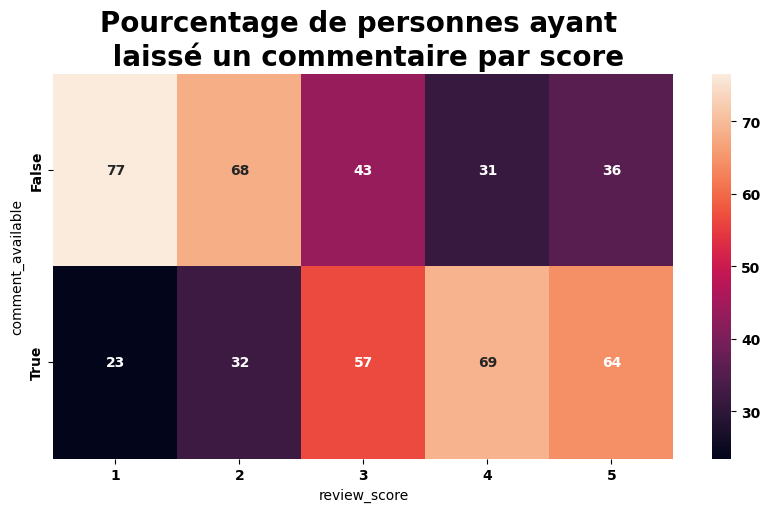 Pourcentage de personnes ayant
laissé un commentaire par score
comment_available
False
77 68 43 31 36
True
23 32 57 69 64
1 2 3 4 5
review_score
70
60
50
40
30